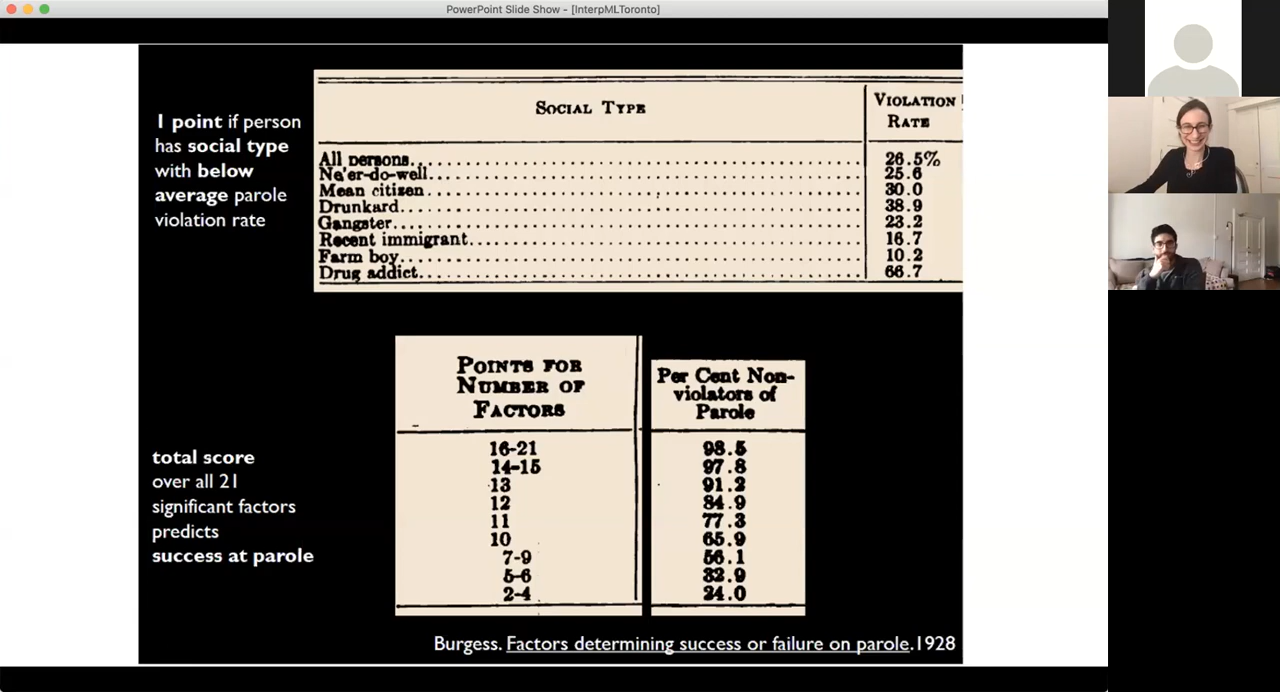 PowerPoint Slide Show - [InterpMLToronto]
1 point if person
has social type
with below
average parole
violation rate
SOCIAL TYPE
VIOLATION
RATE
All persons 26.5%
Ne'er-do-well 25.6
Mean citizen 30.0
Drunkard 38.9
Gangster 23.2
Recent immigrant 16.7
Farm boy 10.2
Drug addict 66.7
total score
over all 21
significant factors
predicts
success at parole
POINTS FOR
NUMBER OF
FACTORS
Per Cent Non-
violators of
Parole
16-21 98.5
14-15 97.8
13 91.2
12 84.9
11 77.3
10 65.9
7-9 56.1
5-6 32.9
2-4 24.0
Burgess. Factors determining success or failure on parole.1928